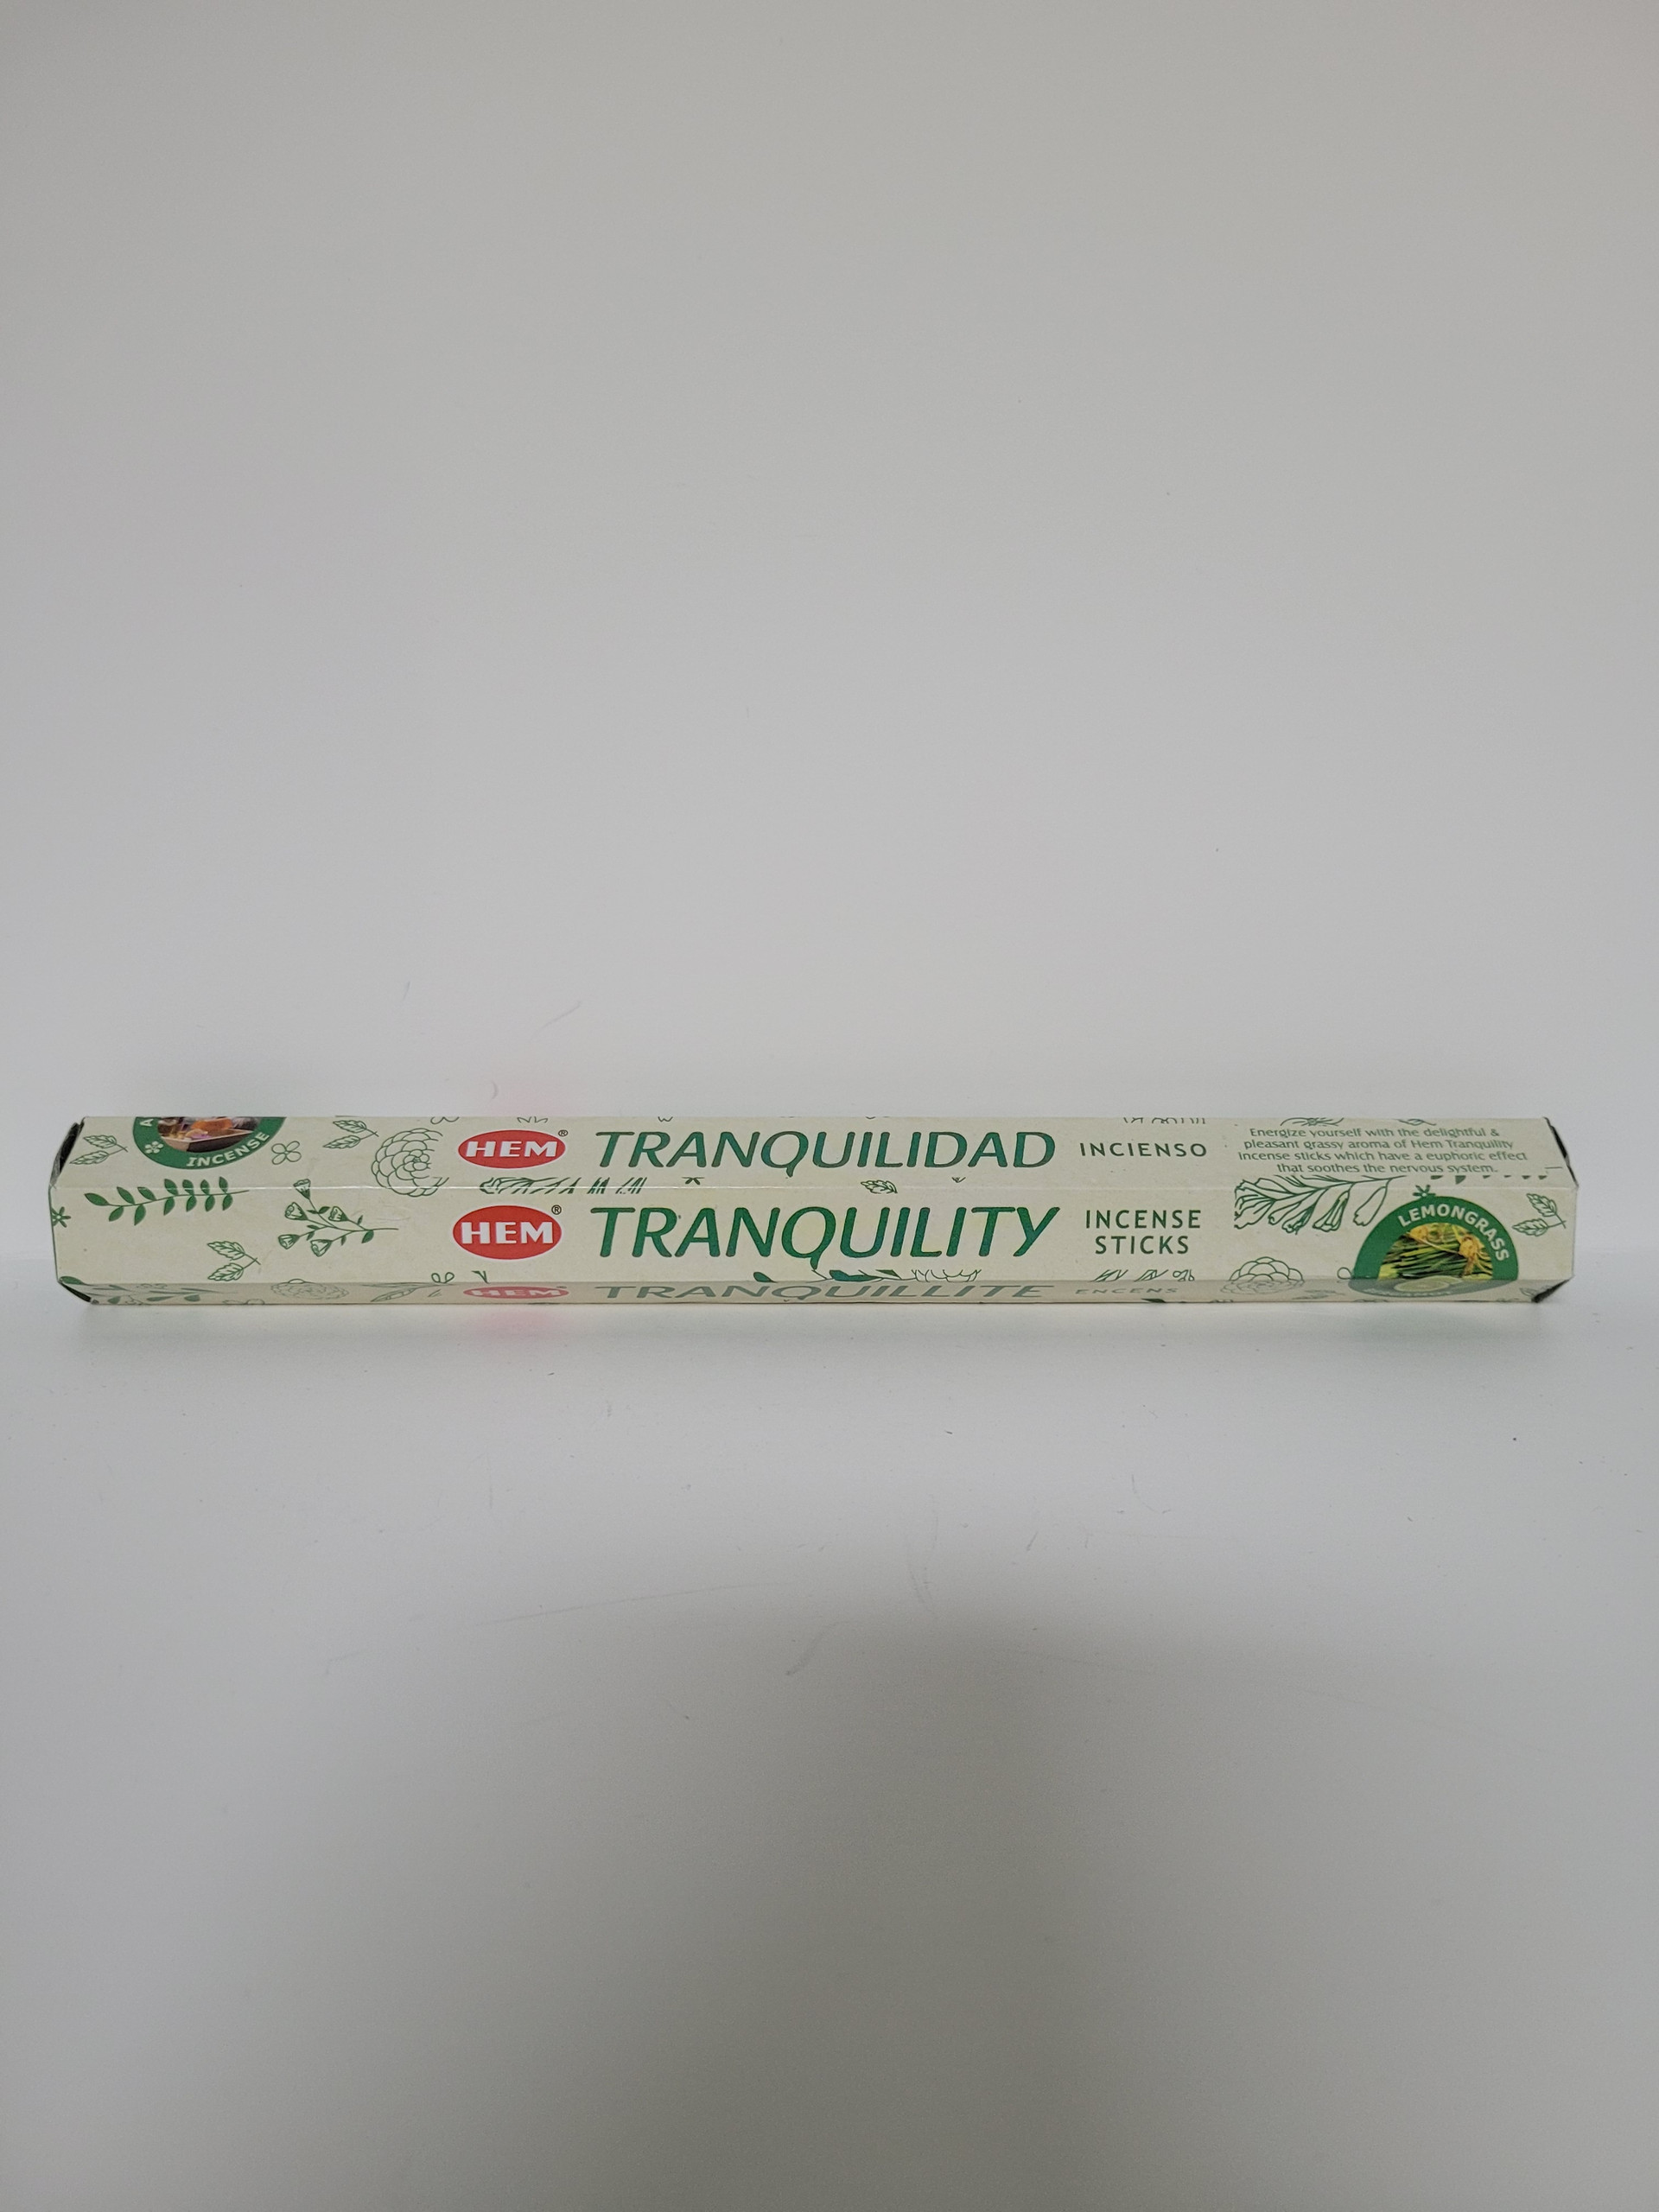 INCENSE
HEM® TRANQUILIDAD INCIENSO
Energize yourself with the delightful &
pleasant grassy aroma of Hem Tranquility
incense sticks which have a euphoric effect
that soothes the nervous system.
HEM® TRANQUILITY INCENSE
STICKS
LEMONGRASS
HEM TRANQUILLITE ENCENS